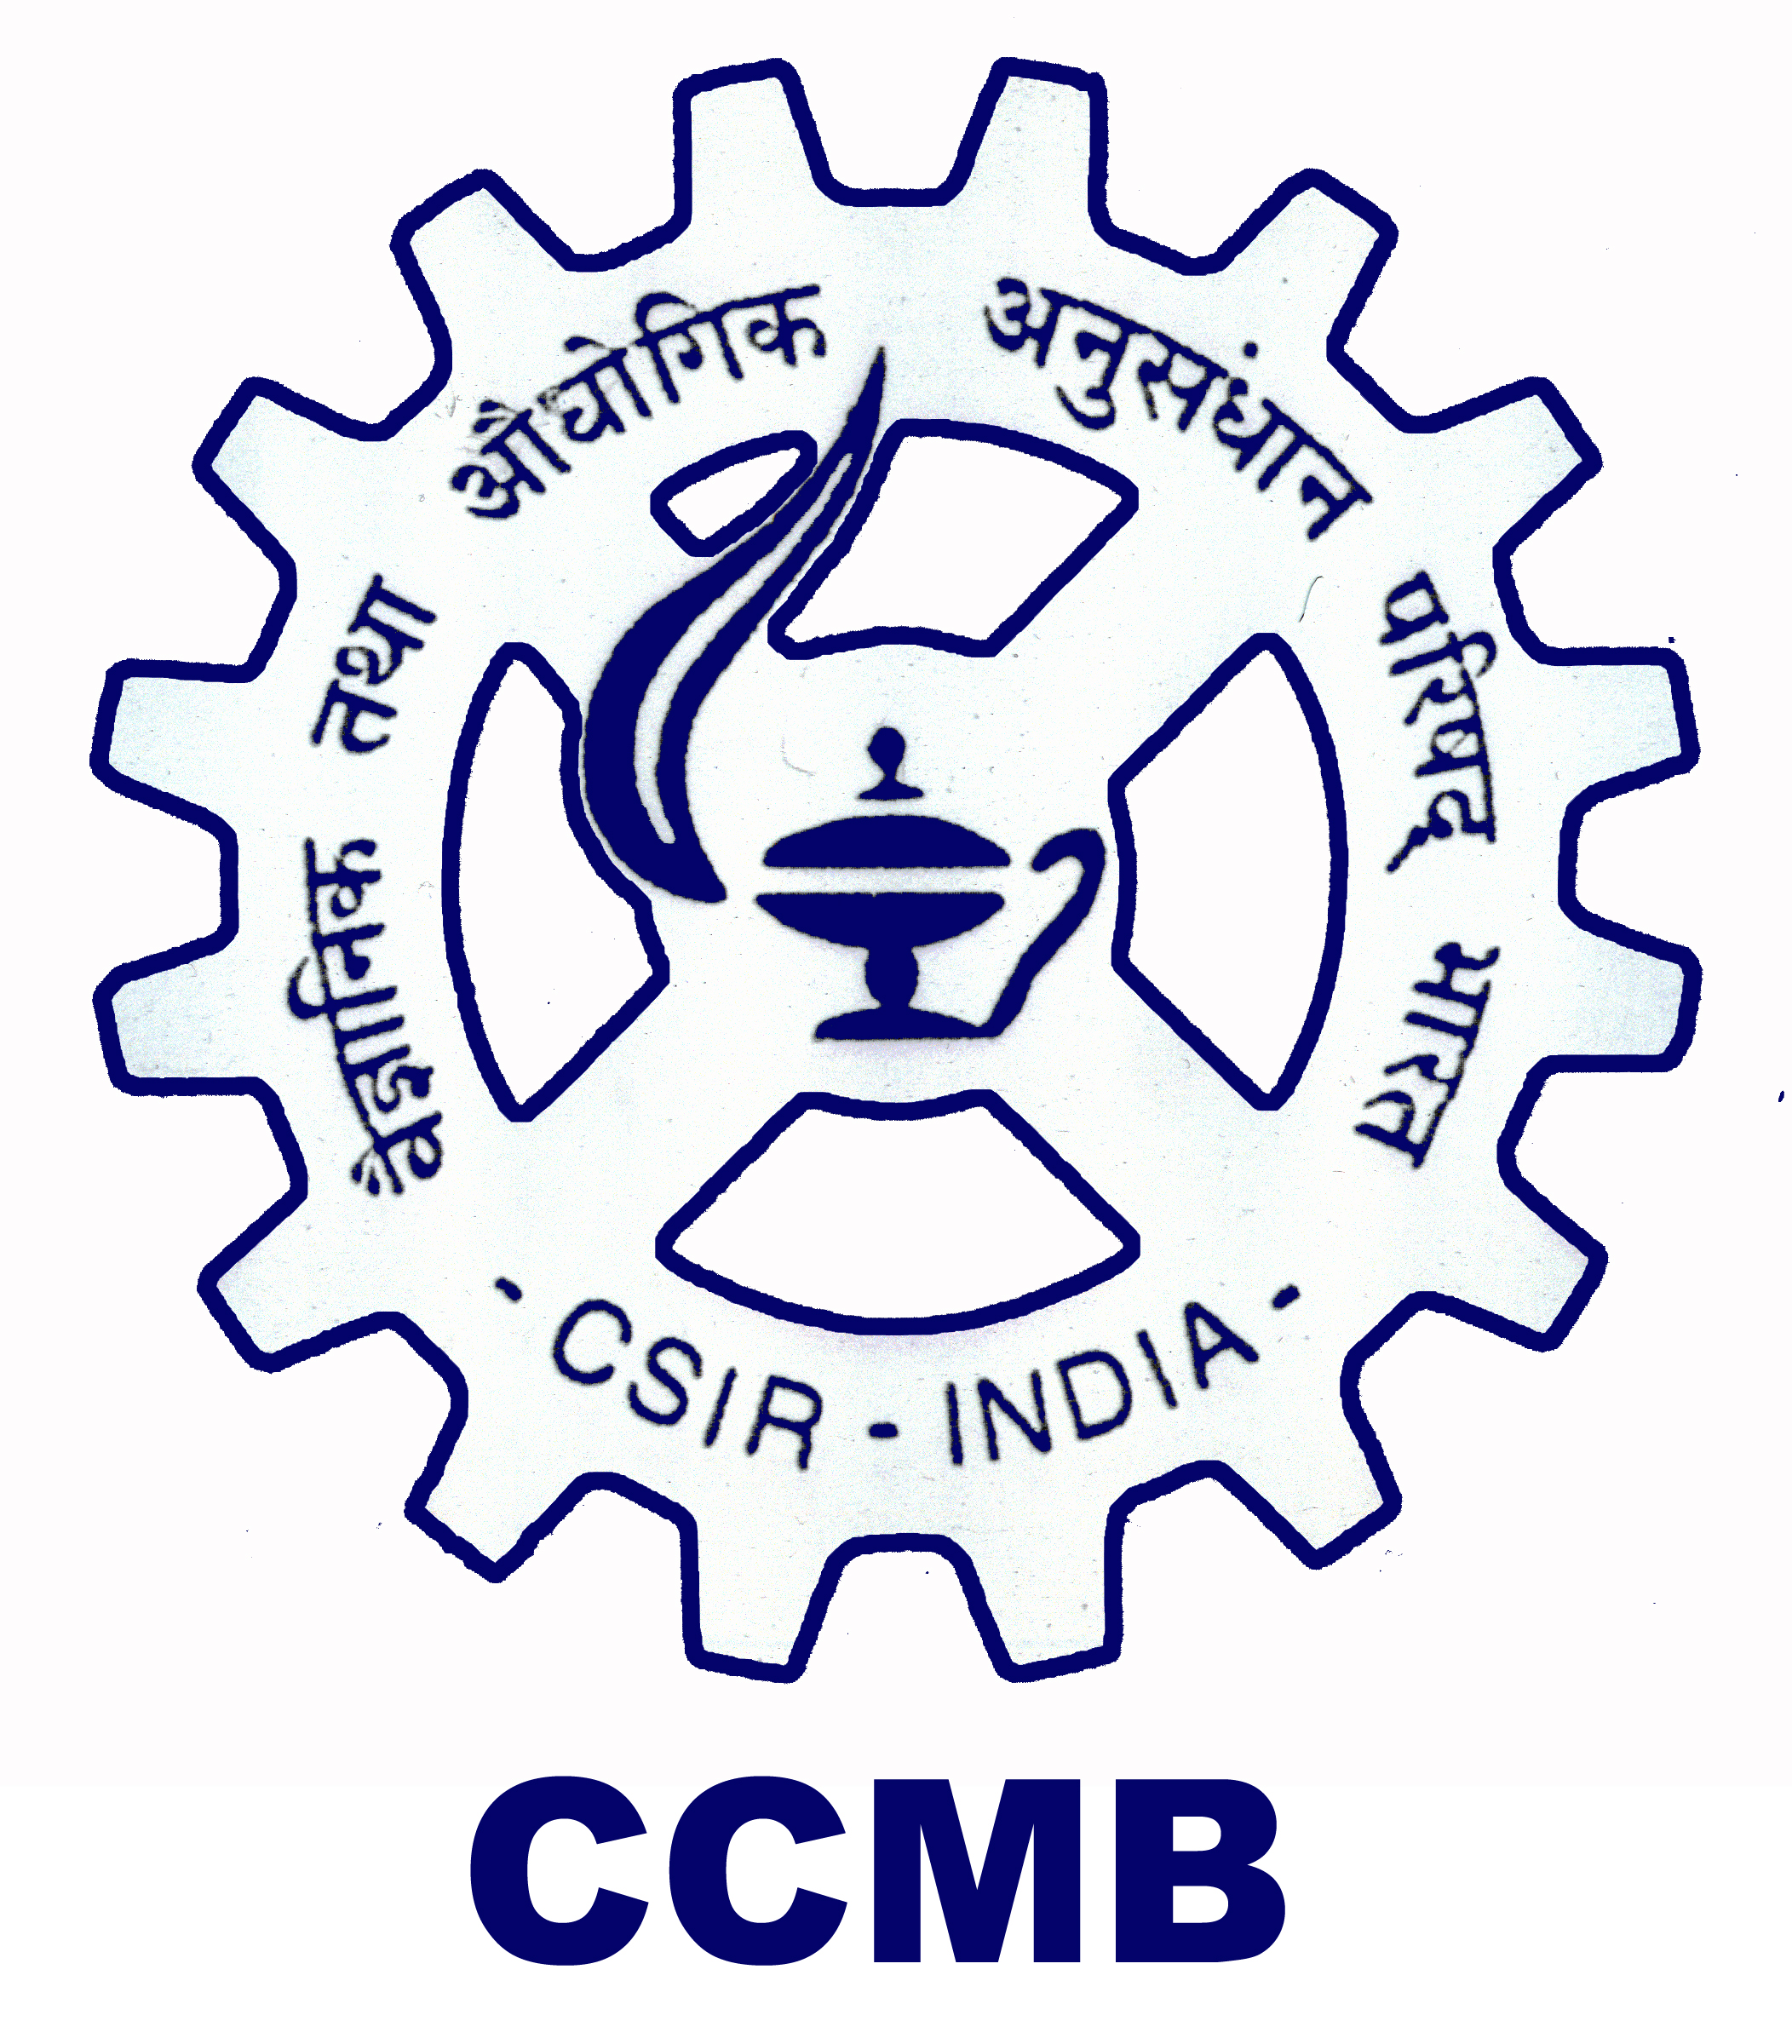 वैज्ञानिक तथा औद्योगिक अनुसंधान परिषद् भारत
- CSIR - INDIA -
CCMB